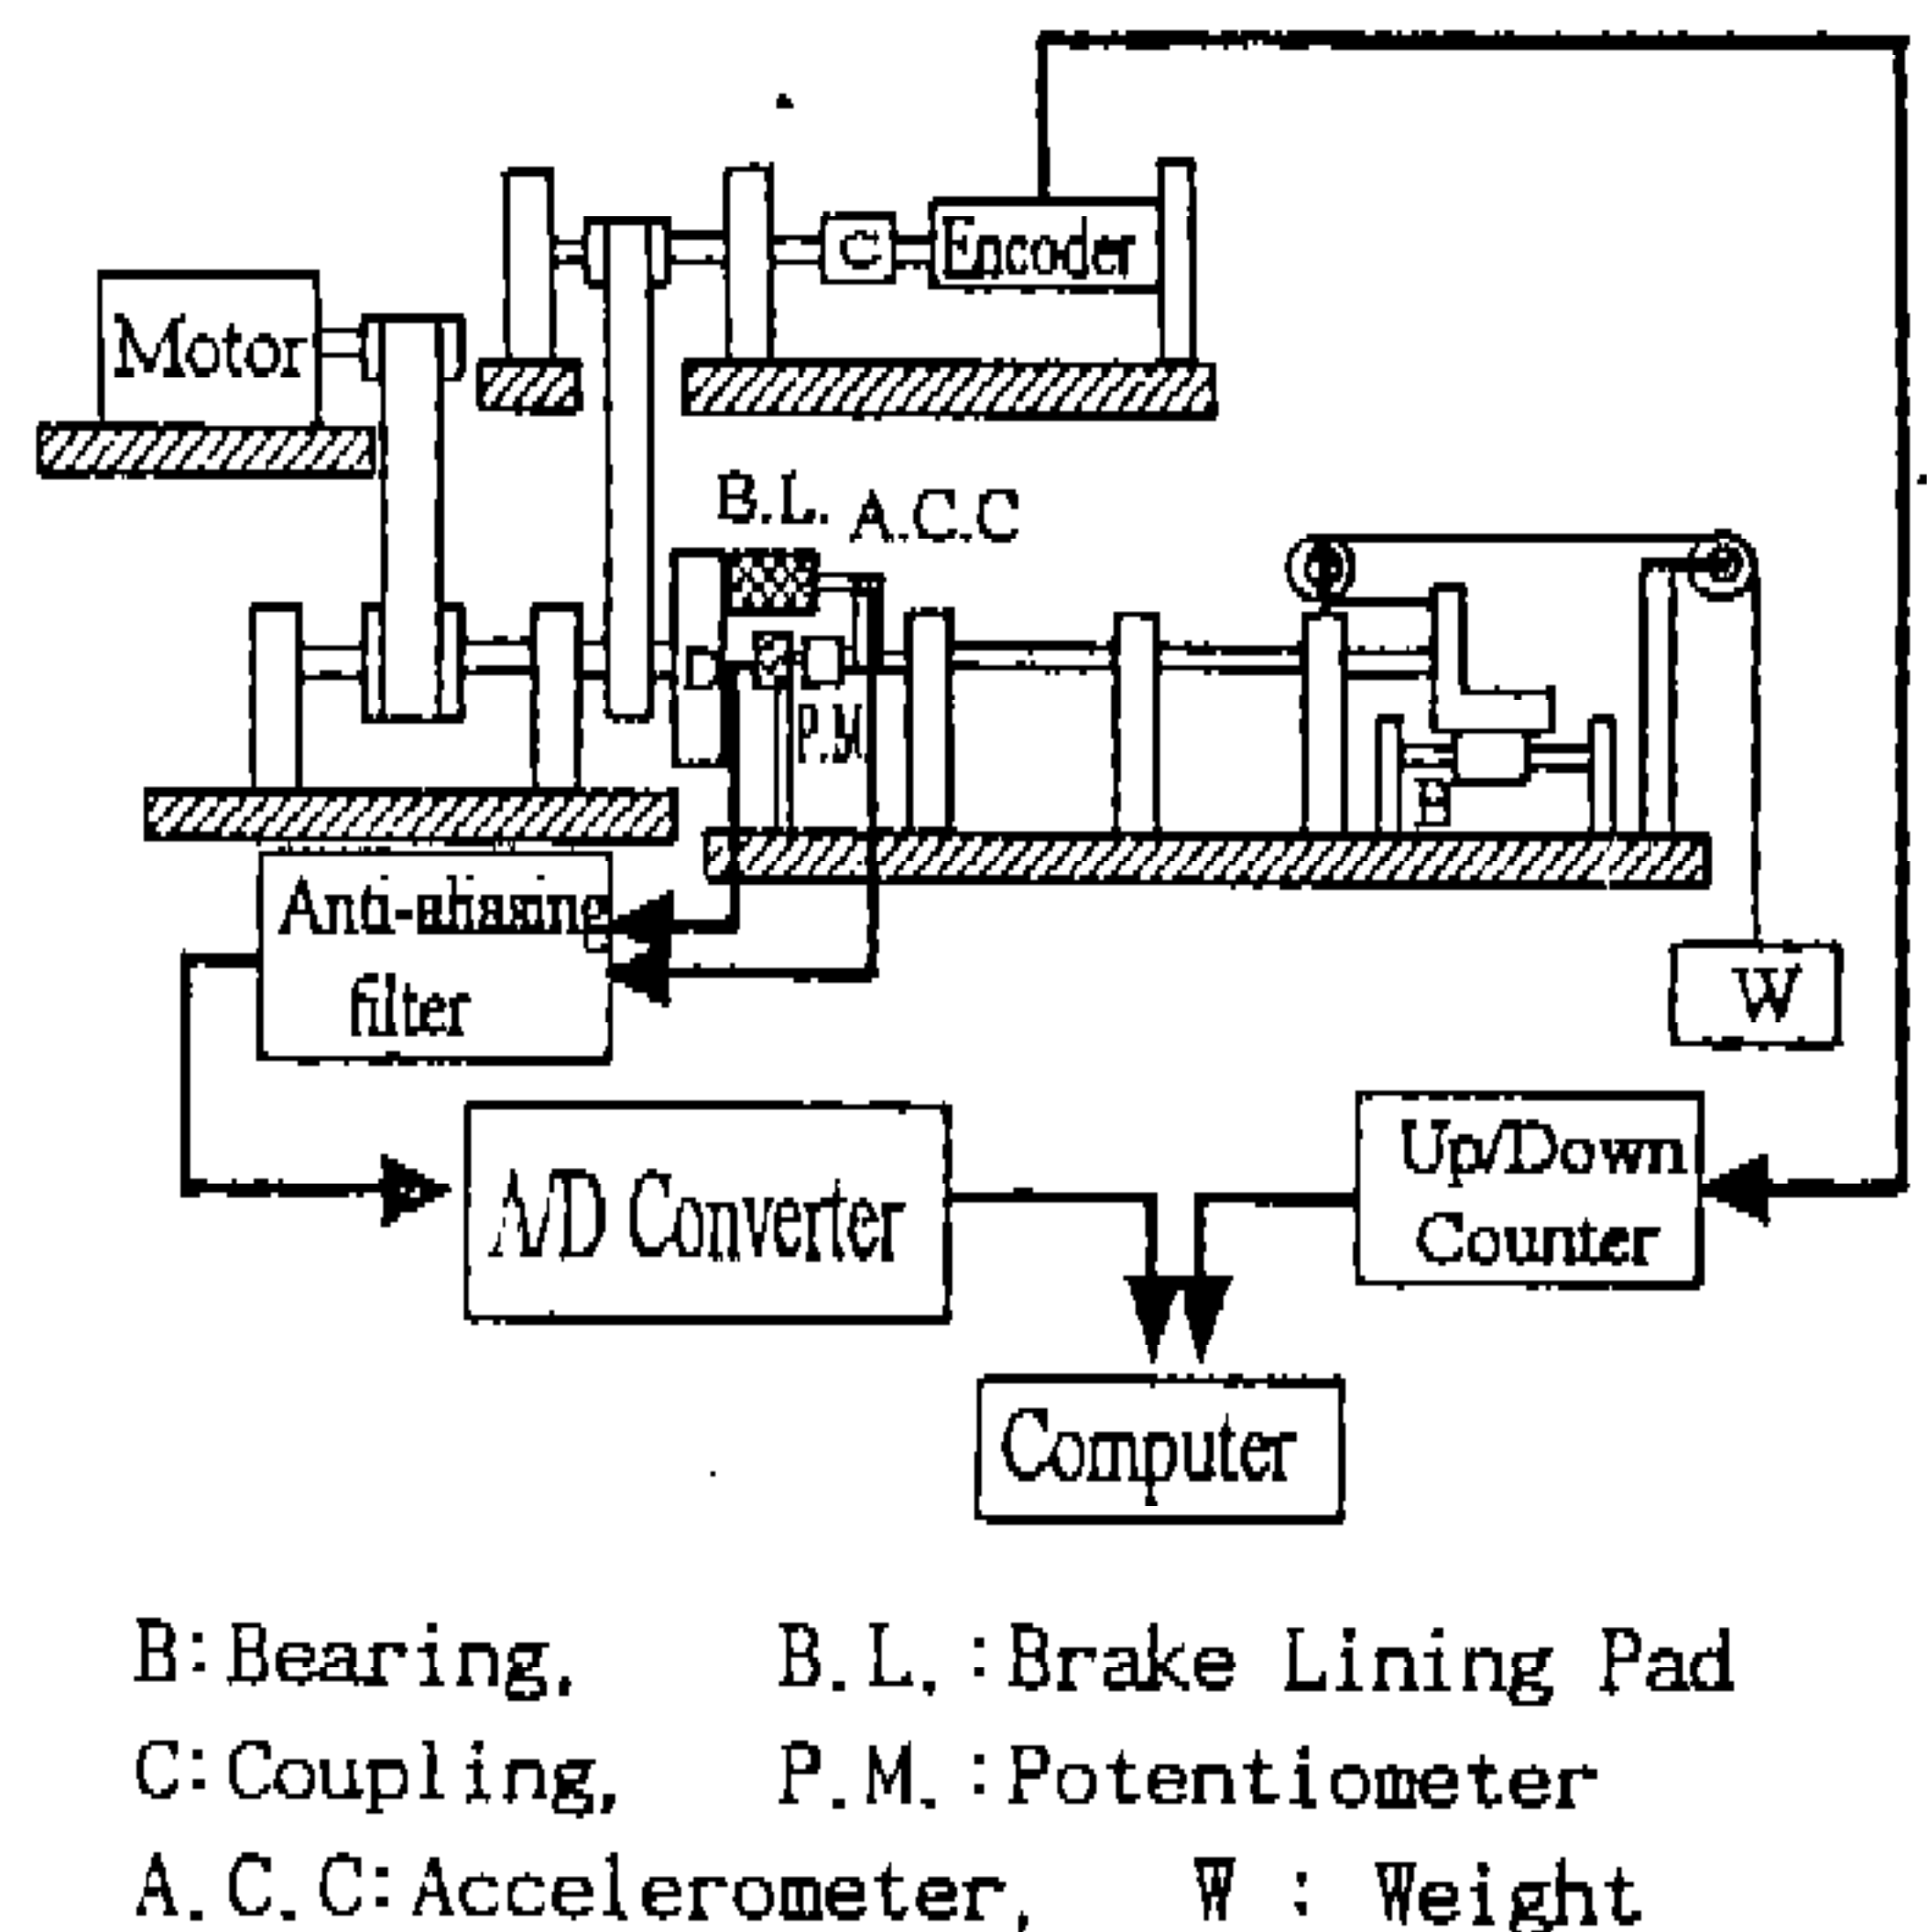 Encoder
C
Motor
B.L.
A.C.C
P.M
B
Anti-aliasing
filter
W
A/D Converter
Up/Down
Counter
Computer
B:Bearing, B.L.:Brake Lining Pad
C:Coupling, P.M.:Potentiometer
A.C.C:Accelerometer, W : Weight